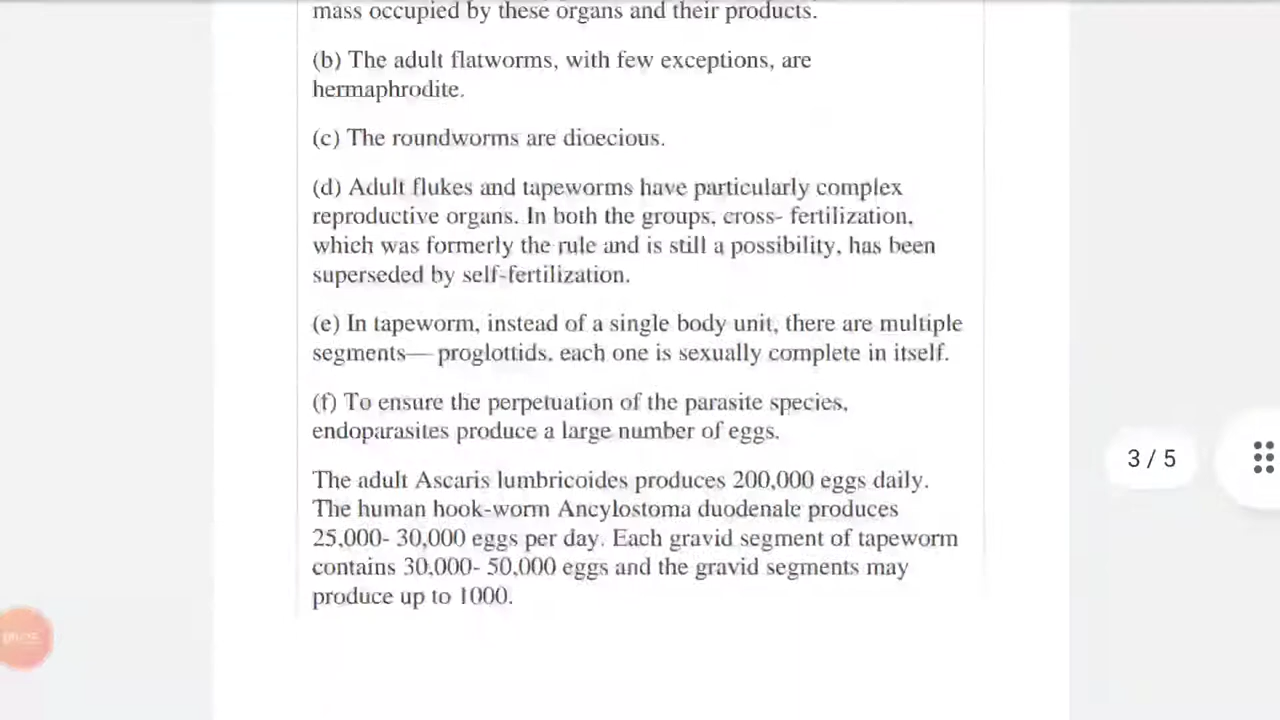 mass occupied by these organs and their products.
(b) The adult flatworms, with few exceptions, are
hermaphrodite.
(c) The roundworms are dioecious.
(d) Adult flukes and tapeworms have particularly complex
reproductive organs. In both the groups, cross- fertilization,
which was formerly the rule and is still a possibility, has been
superseded by self-fertilization.
(e) In tapeworm, instead of a single body unit, there are multiple
segments— proglottids, each one is sexually complete in itself.
(f) To ensure the perpetuation of the parasite species,
endoparasites produce a large number of eggs.
The adult Ascaris lumbricoides produces 200,000 eggs daily.
The human hook-worm Ancylostoma duodenale produces
25,000- 30,000 eggs per day. Each gravid segment of tapeworm
contains 30,000- 50,000 eggs and the gravid segments may
produce up to 1000.
3 / 5